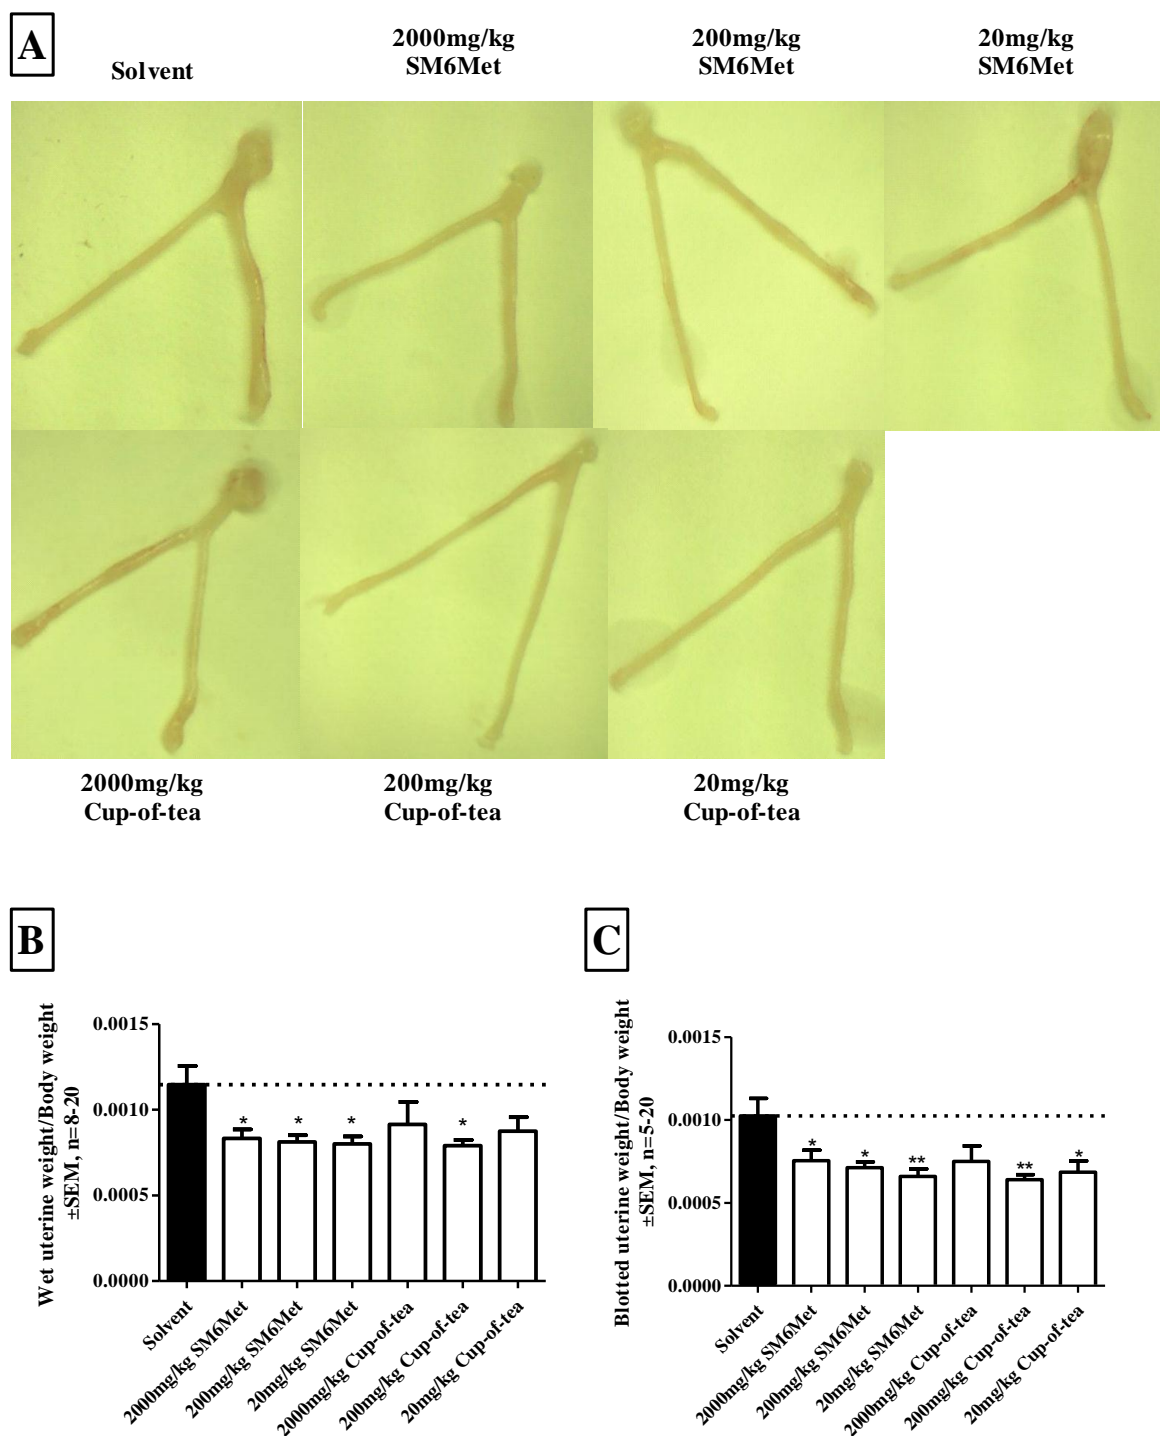 A
Solvent
2000mg/kg
SM6Met
200mg/kg
SM6Met
20mg/kg
SM6Met
2000mg/kg
Cup-of-tea
200mg/kg
Cup-of-tea
20mg/kg
Cup-of-tea
B
Wet uterine weight/Body weight
±SEM, n=8-20
0.0015
0.0010
0.0005
0.0000
*
*
*
*
Solvent
2000mg/kg SM6Met
200mg/kg SM6Met
20mg/kg SM6Met
2000mg/kg Cup-of-tea
200mg/kg Cup-of-tea
20mg/kg Cup-of-tea
C
Blotted uterine weight/Body weight
±SEM, n=5-20
0.0015
0.0010
0.0005
0.0000
*
*
**
**
*
Solvent
2000mg/kg SM6Met
200mg/kg SM6Met
20mg/kg SM6Met
2000mg/kg Cup-of-tea
200mg/kg Cup-of-tea
20mg/kg Cup-of-tea